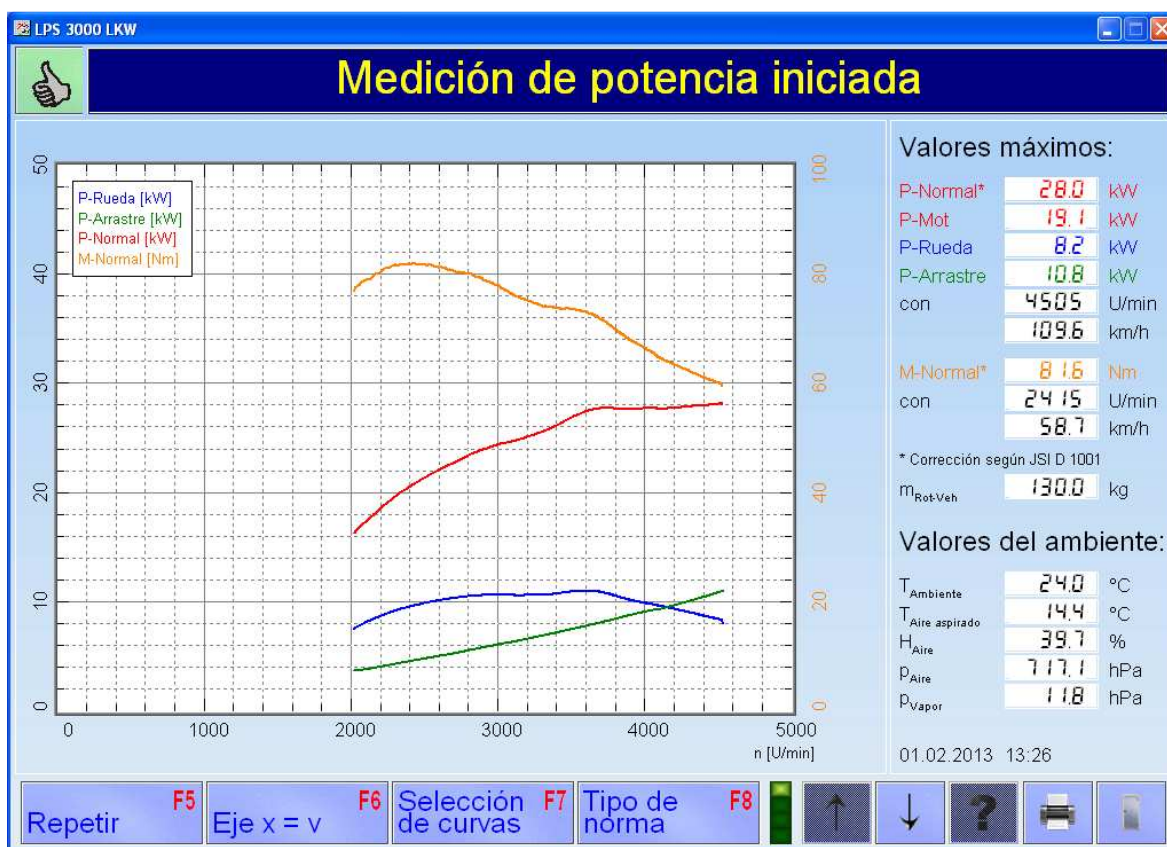 LPS 3000 LKW
Medición de potencia iniciada
50
40
30
20
10
0
100
80
60
40
20
0
P-Rueda [kW]
P-Arrastre [kW]
P-Normal [kW]
M-Normal [Nm]
0 1000 2000 3000 4000 5000
n [U/min]
Valores máximos:
P-Normal* 28.0 kW
P-Mot 19.1 kW
P-Rueda 8.2 kW
P-Arrastre 10.8 kW
con 4505 U/min
109.6 km/h
M-Normal* 81.6 Nm
con 2415 U/min
58.7 km/h
* Corrección según JSI D 1001
mRot-Veh 130.0 kg
Valores del ambiente:
TAmbiente 24.0 °C
TAire aspirado 14.4 °C
HAire 39.7 %
pAire 717.1 hPa
pVapor 11.8 hPa
01.02.2013 13:26
Repetir F5
Eje x = v F6
Selección de curvas F7
Tipo de norma F8
?